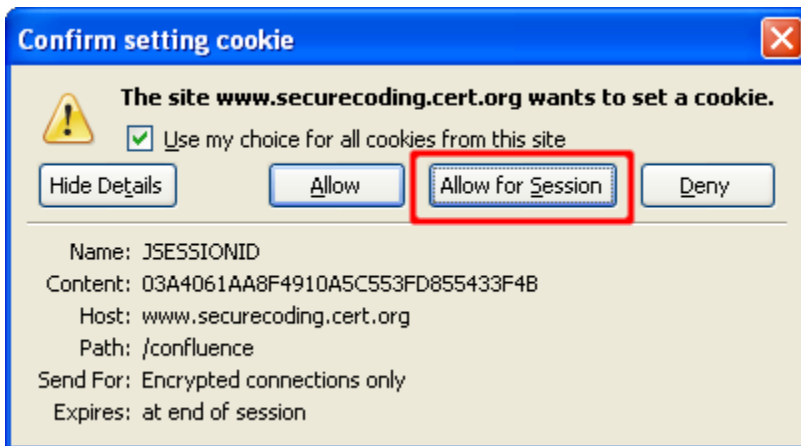 Confirm setting cookie
The site www.securecoding.cert.org wants to set a cookie.
Use my choice for all cookies from this site
Hide Details Allow Allow for Session Deny
Name: JSESSIONID
Content: 03A4061AA8F4910A5C553FD855433F4B
Host: www.securecoding.cert.org
Path: /confluence
Send For: Encrypted connections only
Expires: at end of session